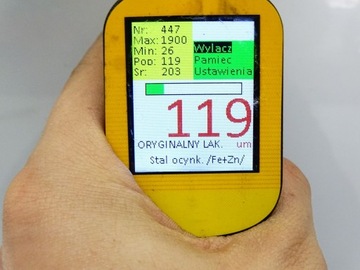 Nr: 447
Max: 1900
Min: 26
Pop: 119
Sr: 203
Wylacz
Pamiec
Ustawienia
119
ORYGINALNY LAK. um
Stal ocynk. /Fe+Zn/